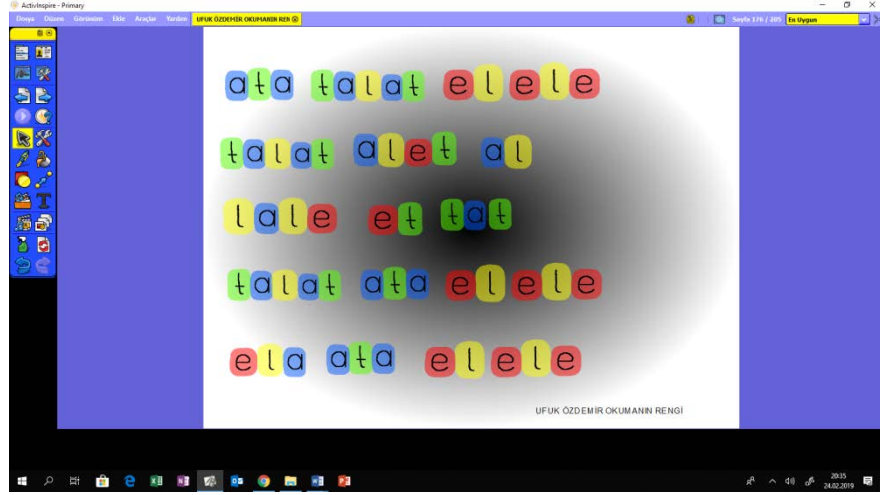 ActivInspire - Primary
Dosya Düzen Görünüm Ekle Araçlar Yardım UFUK ÖZDEMİR OKUMANIN REN Sayfa 176 / 205 En Uygun
ata talat elele
talat alet al
lale et tat
talat ata elele
ela ata elele
UFUK ÖZDEMİR OKUMANIN RENGİ
20:35
24.02.2019